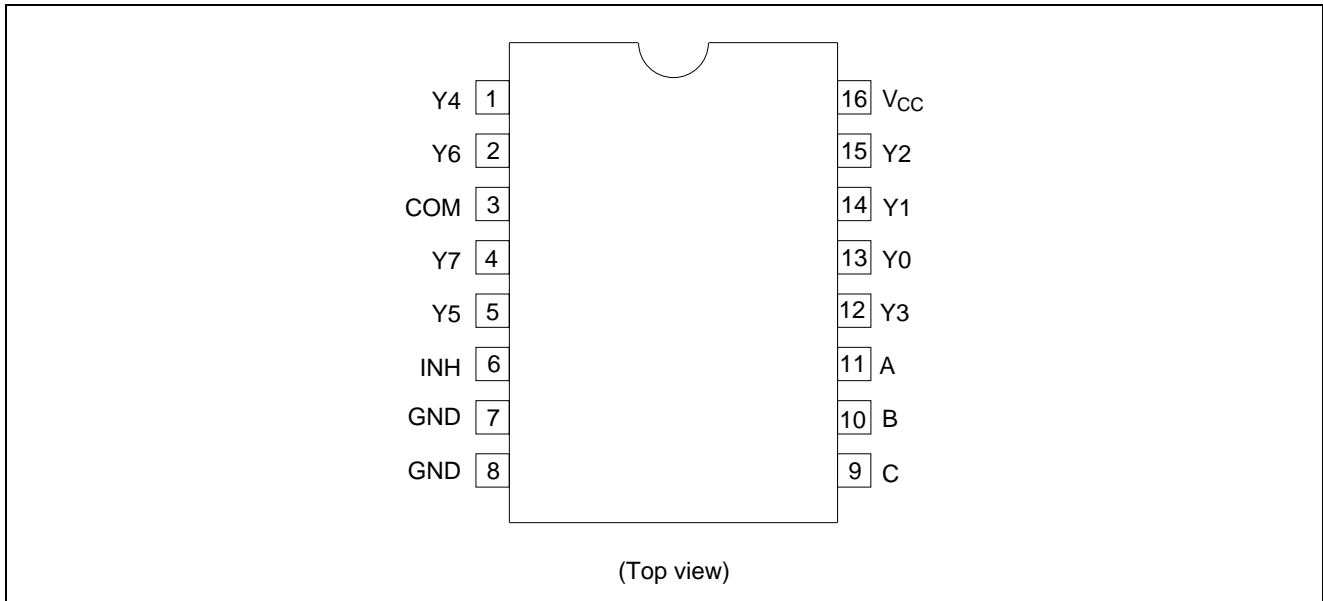 Y4 1 16 VCC
Y6 2 15 Y2
COM 3 14 Y1
Y7 4 13 Y0
Y5 5 12 Y3
INH 6 11 A
GND 7 10 B
GND 8 9 C
(Top view)